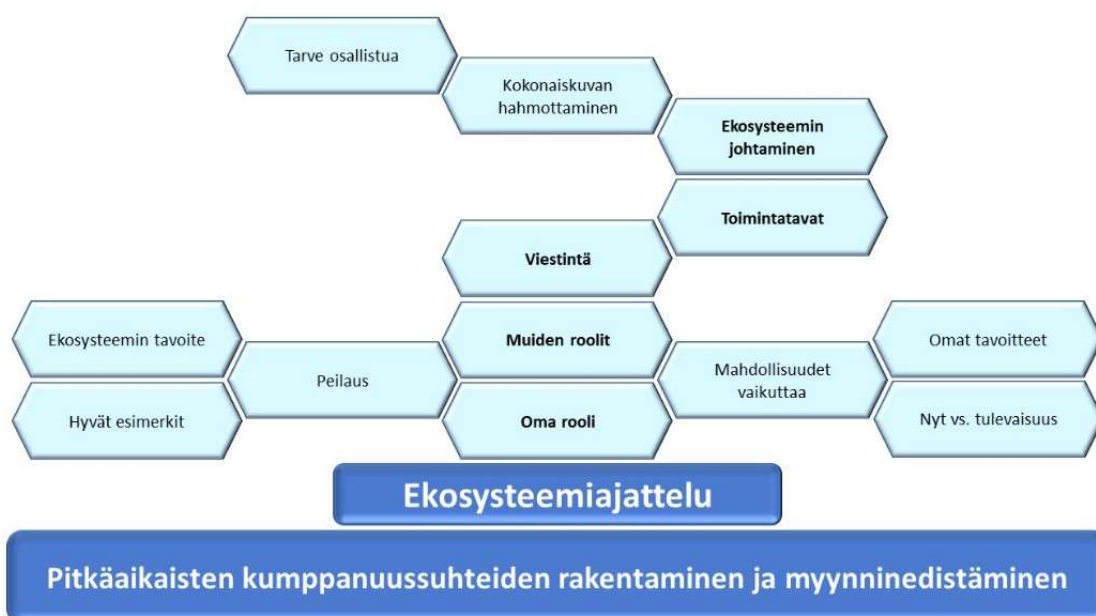 Tarve osallistua
Kokonaiskuvan
hahmottaminen
Ekosysteemin
johtaminen
Toimintatavat
Viestintä
Ekosysteemin tavoite
Muiden roolit
Omat tavoitteet
Peilaus
Mahdollisuudet
vaikuttaa
Hyvät esimerkit
Oma rooli
Nyt vs. tulevaisuus
Ekosysteemiajattelu
Pitkäaikaisten kumppanuussuhteiden rakentaminen ja myynninedistäminen